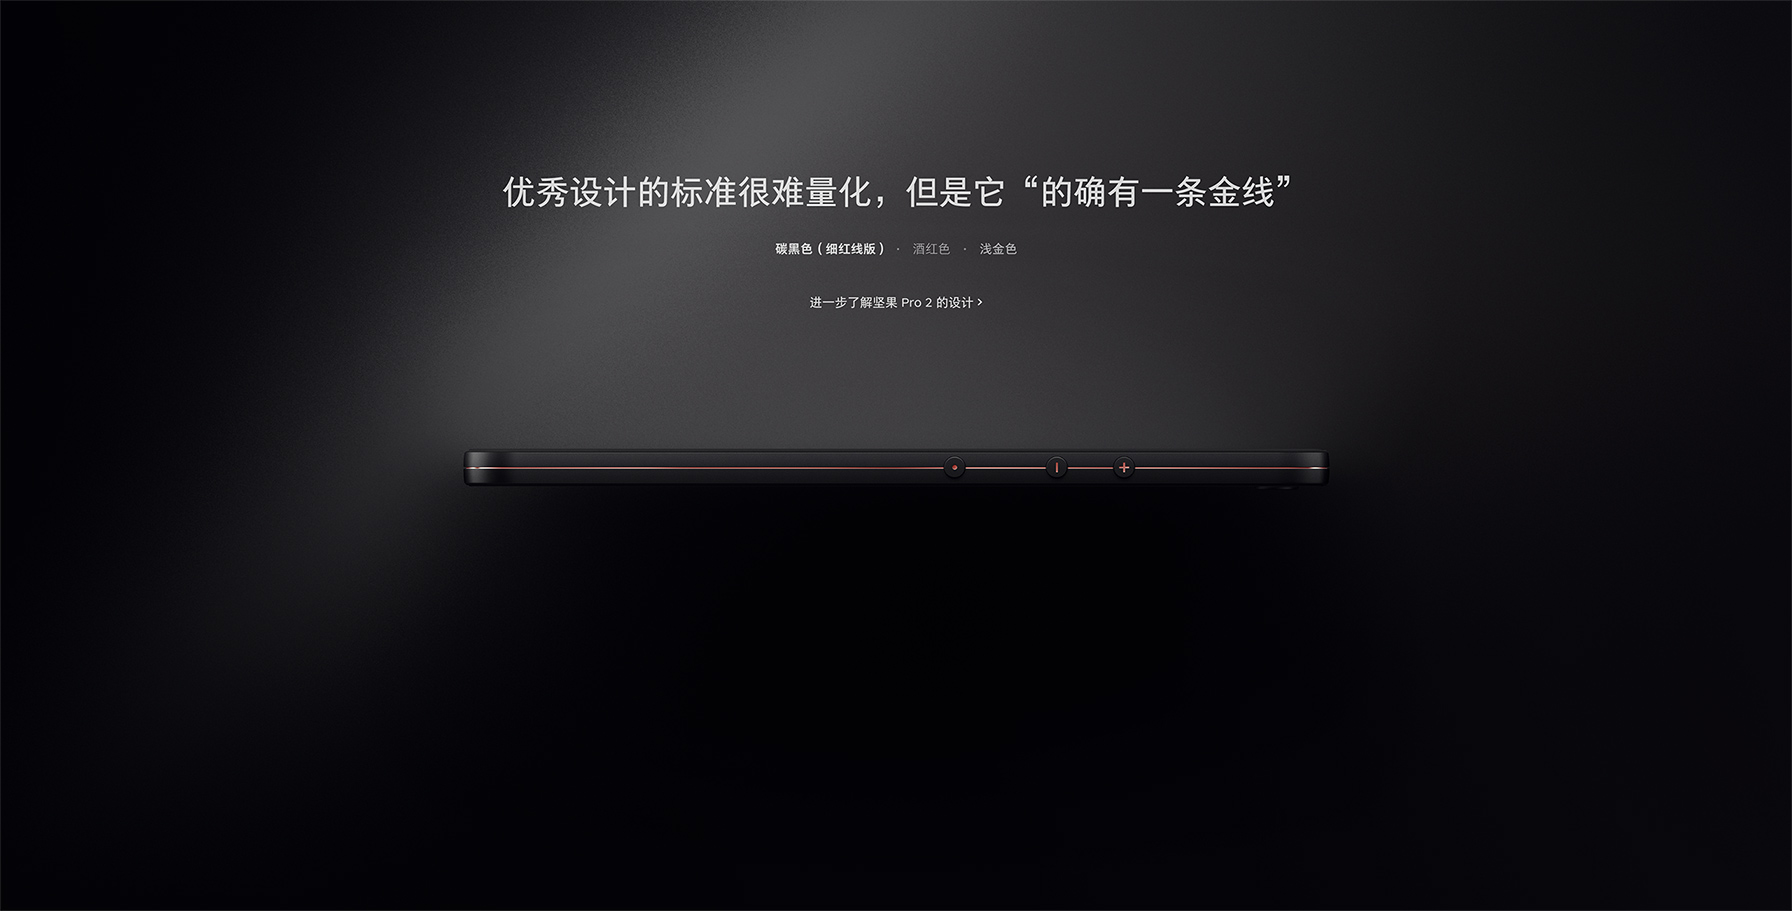 优秀设计的标准很难量化，但是它“的确有一条金线”
碳黑色（细红线版） · 酒红色 · 浅金色
进一步了解坚果 Pro 2 的设计 ›